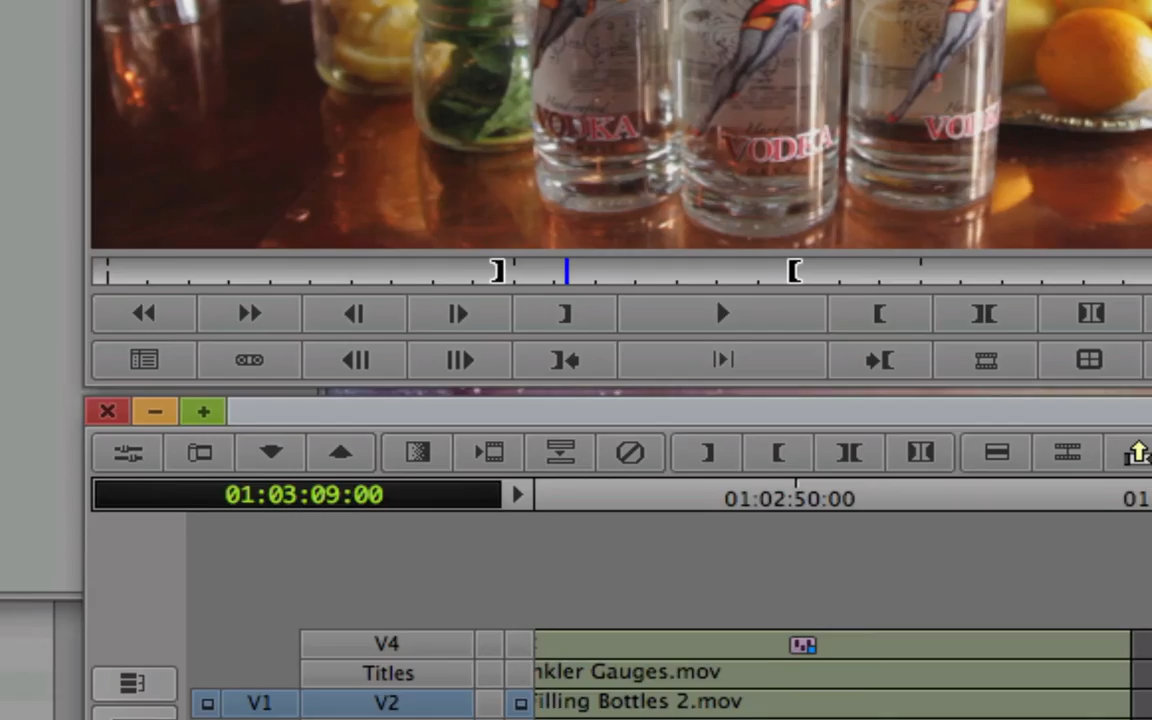 VODKA
VODKA
VODKA
01:03:09:00
01:02:50:00
01
V4
Titles
nkler Gauges.mov
V1
V2
Filling Bottles 2.mov